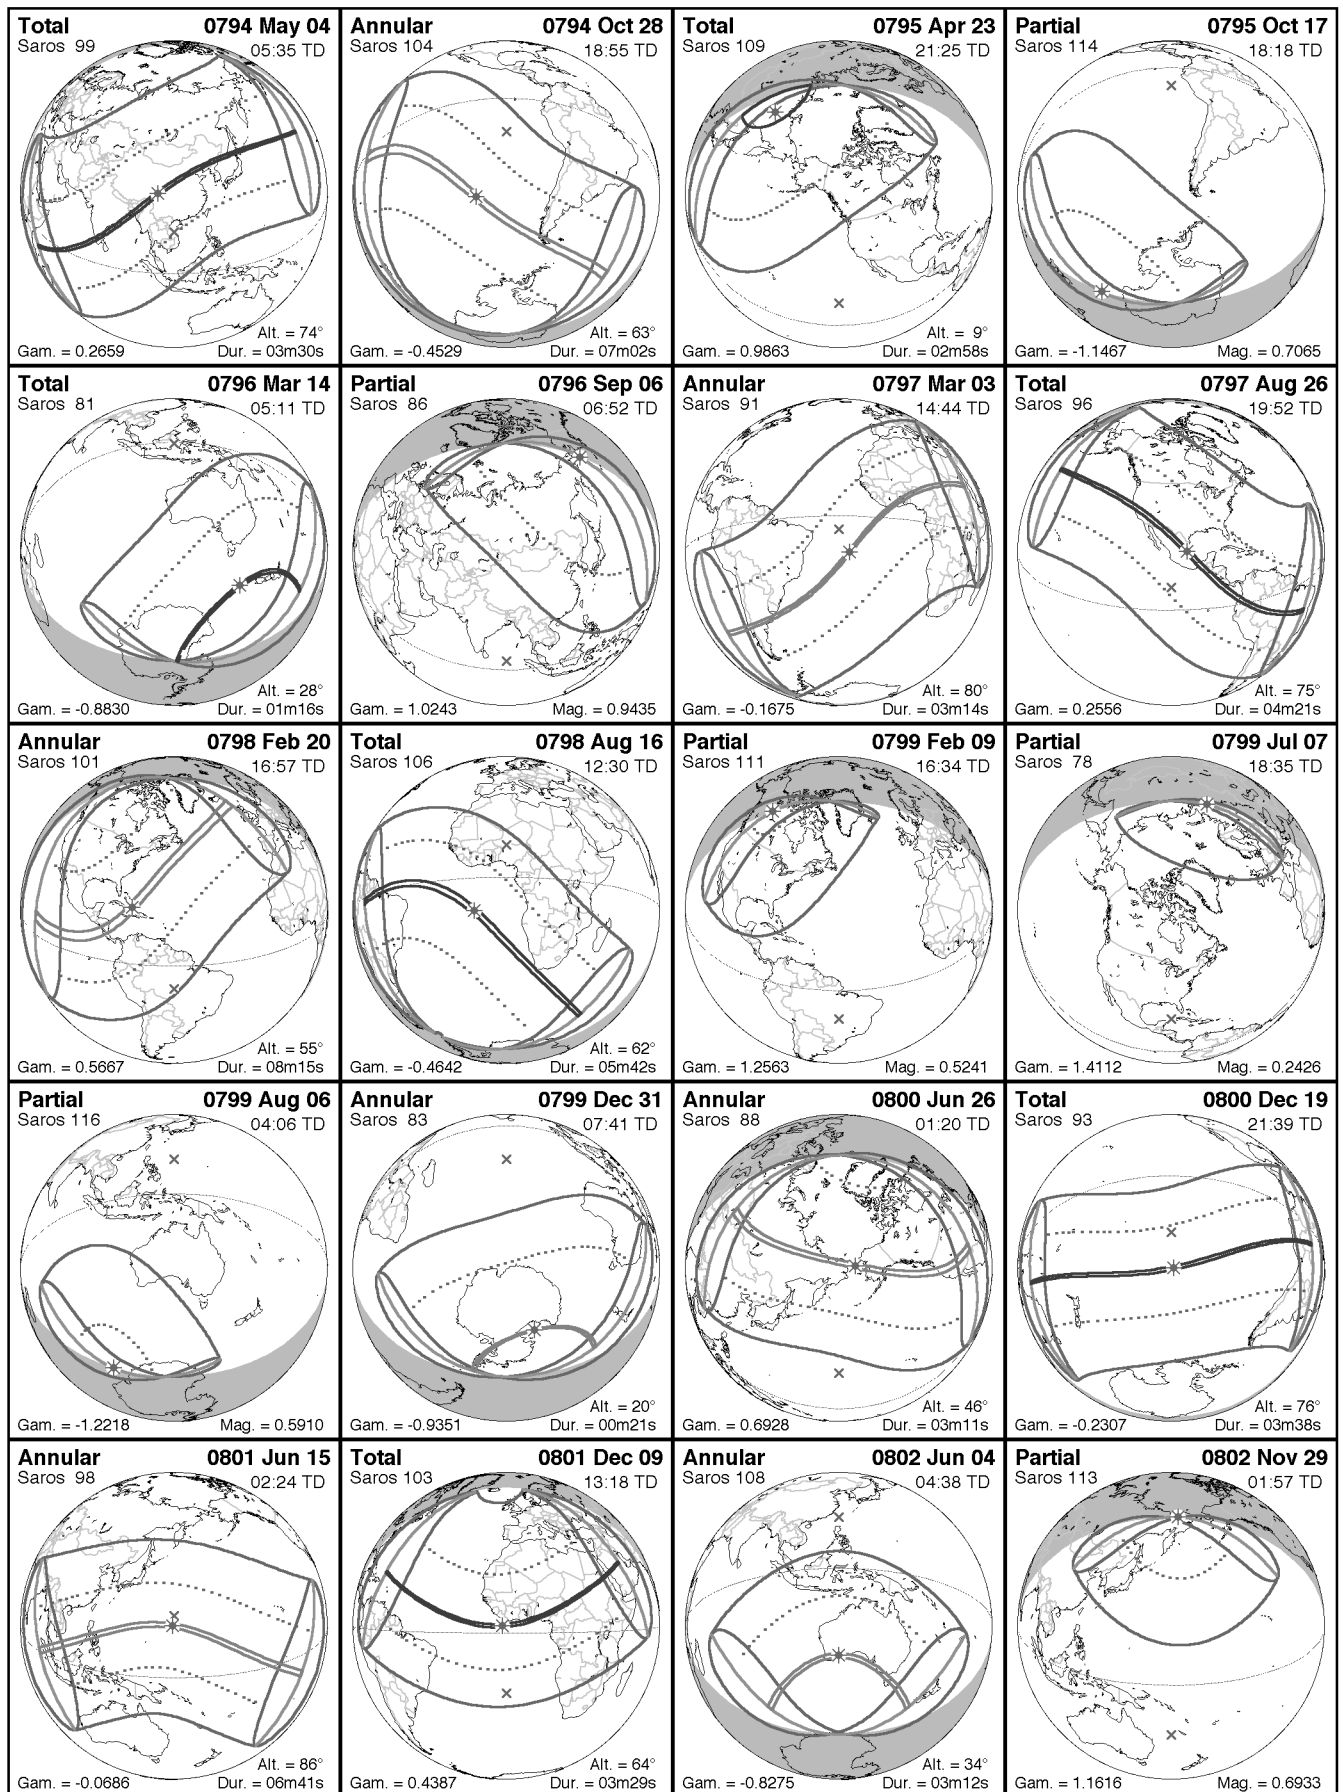 Total 0794 May 04
Saros 99 05:35 TD
Alt. = 74°
Gam. = 0.2659 Dur. = 03m30s
Annular 0794 Oct 28
Saros 104 18:55 TD
Alt. = 63°
Gam. = -0.4529 Dur. = 07m02s
Total 0795 Apr 23
Saros 109 21:25 TD
Alt. = 9°
Gam. = 0.9863 Dur. = 02m58s
Partial 0795 Oct 17
Saros 114 18:18 TD
Gam. = -1.1467 Mag. = 0.7065
Total 0796 Mar 14
Saros 81 05:11 TD
Alt. = 28°
Gam. = -0.8830 Dur. = 01m16s
Partial 0796 Sep 06
Saros 86 06:52 TD
Gam. = 1.0243 Mag. = 0.9435
Annular 0797 Mar 03
Saros 91 14:44 TD
Alt. = 80°
Gam. = -0.1675 Dur. = 03m14s
Total 0797 Aug 26
Saros 96 19:52 TD
Alt. = 75°
Gam. = 0.2556 Dur. = 04m21s
Annular 0798 Feb 20
Saros 101 16:57 TD
Alt. = 55°
Gam. = 0.5667 Dur. = 08m15s
Total 0798 Aug 16
Saros 106 12:30 TD
Alt. = 62°
Gam. = -0.4642 Dur. = 05m42s
Partial 0799 Feb 09
Saros 111 16:34 TD
Gam. = 1.2563 Mag. = 0.5241
Partial 0799 Jul 07
Saros 78 18:35 TD
Gam. = 1.4112 Mag. = 0.2426
Partial 0799 Aug 06
Saros 116 04:06 TD
Gam. = -1.2218 Mag. = 0.5910
Annular 0799 Dec 31
Saros 83 07:41 TD
Alt. = 20°
Gam. = -0.9351 Dur. = 00m21s
Annular 0800 Jun 26
Saros 88 01:20 TD
Alt. = 46°
Gam. = 0.6928 Dur. = 03m11s
Total 0800 Dec 19
Saros 93 21:39 TD
Alt. = 76°
Gam. = -0.2307 Dur. = 03m38s
Annular 0801 Jun 15
Saros 98 02:24 TD
Alt. = 86°
Gam. = -0.0686 Dur. = 06m41s
Total 0801 Dec 09
Saros 103 13:18 TD
Alt. = 64°
Gam. = 0.4387 Dur. = 03m29s
Annular 0802 Jun 04
Saros 108 04:38 TD
Alt. = 34°
Gam. = -0.8275 Dur. = 03m12s
Partial 0802 Nov 29
Saros 113 01:57 TD
Gam. = 1.1616 Mag. = 0.6933